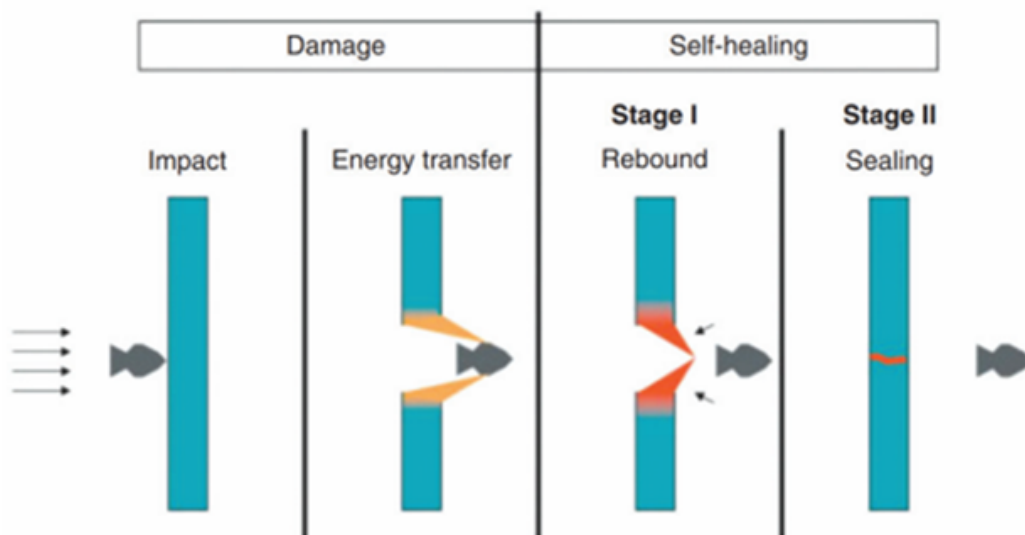 Damage
Self-healing
Stage I
Stage II
Impact
Energy transfer
Rebound
Sealing